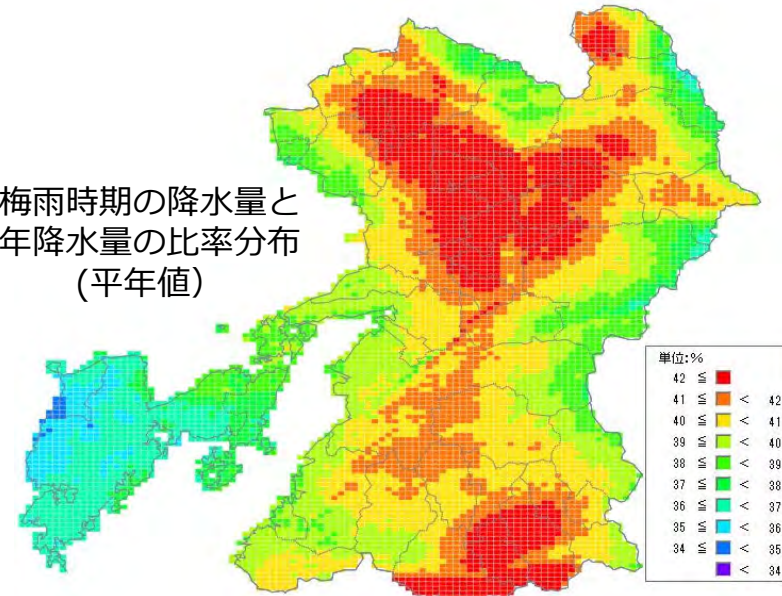 梅雨時期の降水量と
年降水量の比率分布
(平年値）
単位:%
42 ≦
41 ≦ < 42
40 ≦ < 41
39 ≦ < 40
38 ≦ < 39
37 ≦ < 38
36 ≦ < 37
35 ≦ < 36
34 ≦ < 35
< 34